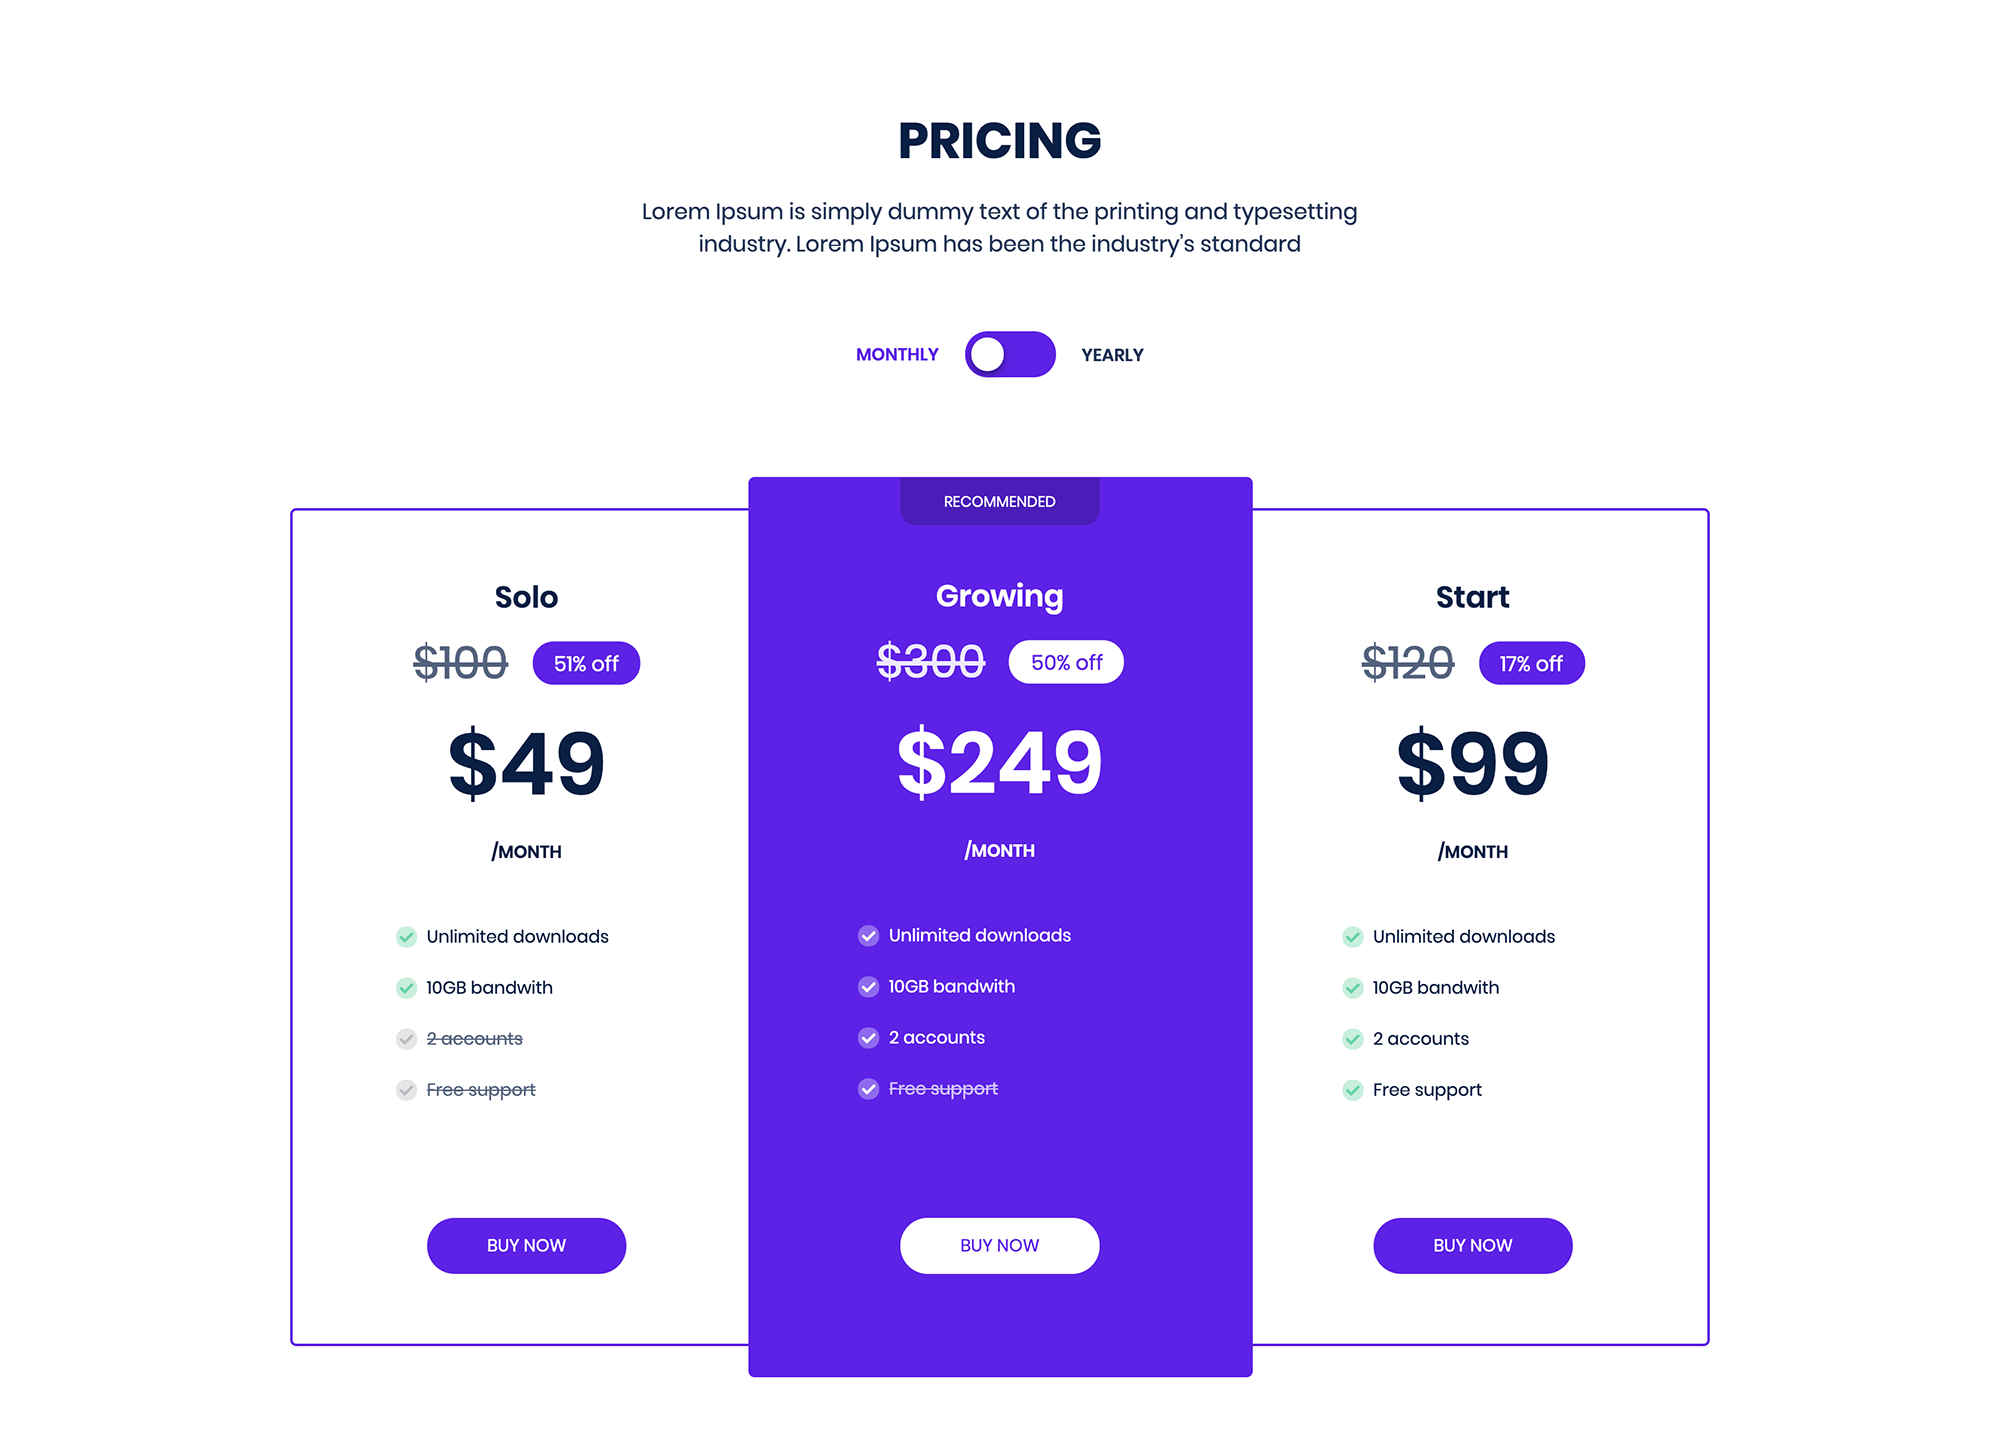 PRICING
Lorem Ipsum is simply dummy text of the printing and typesetting
industry. Lorem Ipsum has been the industry’s standard
MONTHLY
YEARLY
Solo
$100
51% off
$49
/MONTH
Unlimited downloads
10GB bandwith
2 accounts
Free support
BUY NOW
RECOMMENDED
Growing
$300
50% off
$249
/MONTH
Unlimited downloads
10GB bandwith
2 accounts
Free support
BUY NOW
Start
$120
17% off
$99
/MONTH
Unlimited downloads
10GB bandwith
2 accounts
Free support
BUY NOW